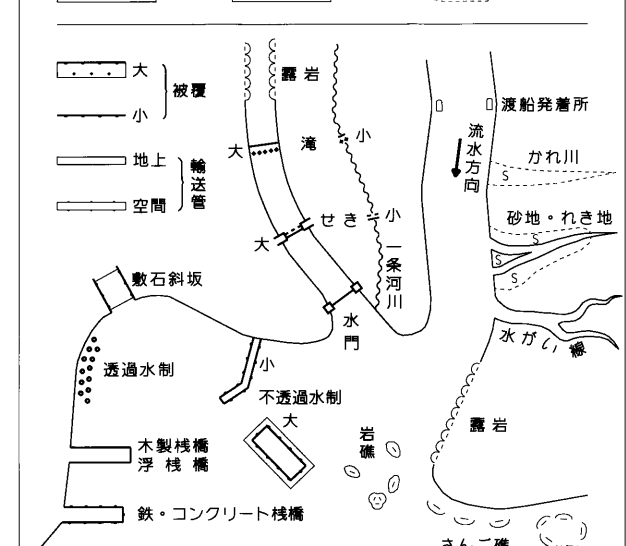 大
小
被覆
地上
空間
輸送管
露岩
大
滝
小
大
せき
小
一条河川
水門
渡船発着所
流水方向
かれ川
S
砂地・れき地
S
S
S
水がい線
敷石斜坂
透過水制
小
不透過水制
大
木製桟橋
浮桟橋
鉄・コンクリート桟橋
岩礁
露岩
さんご礁